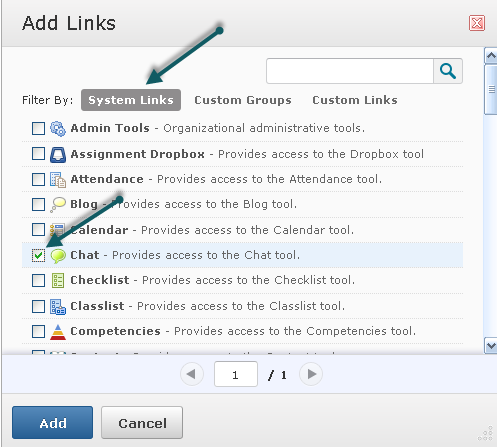 Add Links
Filter By: System Links Custom Groups Custom Links
Admin Tools - Organizational administrative tools.
Assignment Dropbox - Provides access to the Dropbox tool
Attendance - Provides access to the Attendance tool.
Blog - Provides access to the Blog tool.
Calendar - Provides access to the Calendar tool.
Chat - Provides access to the Chat tool.
Checklist - Provides access to the Checklist tool.
Classlist - Provides access to the Classlist tool.
Competencies - Provides access to the Competencies tool.
1 / 1
Add Cancel